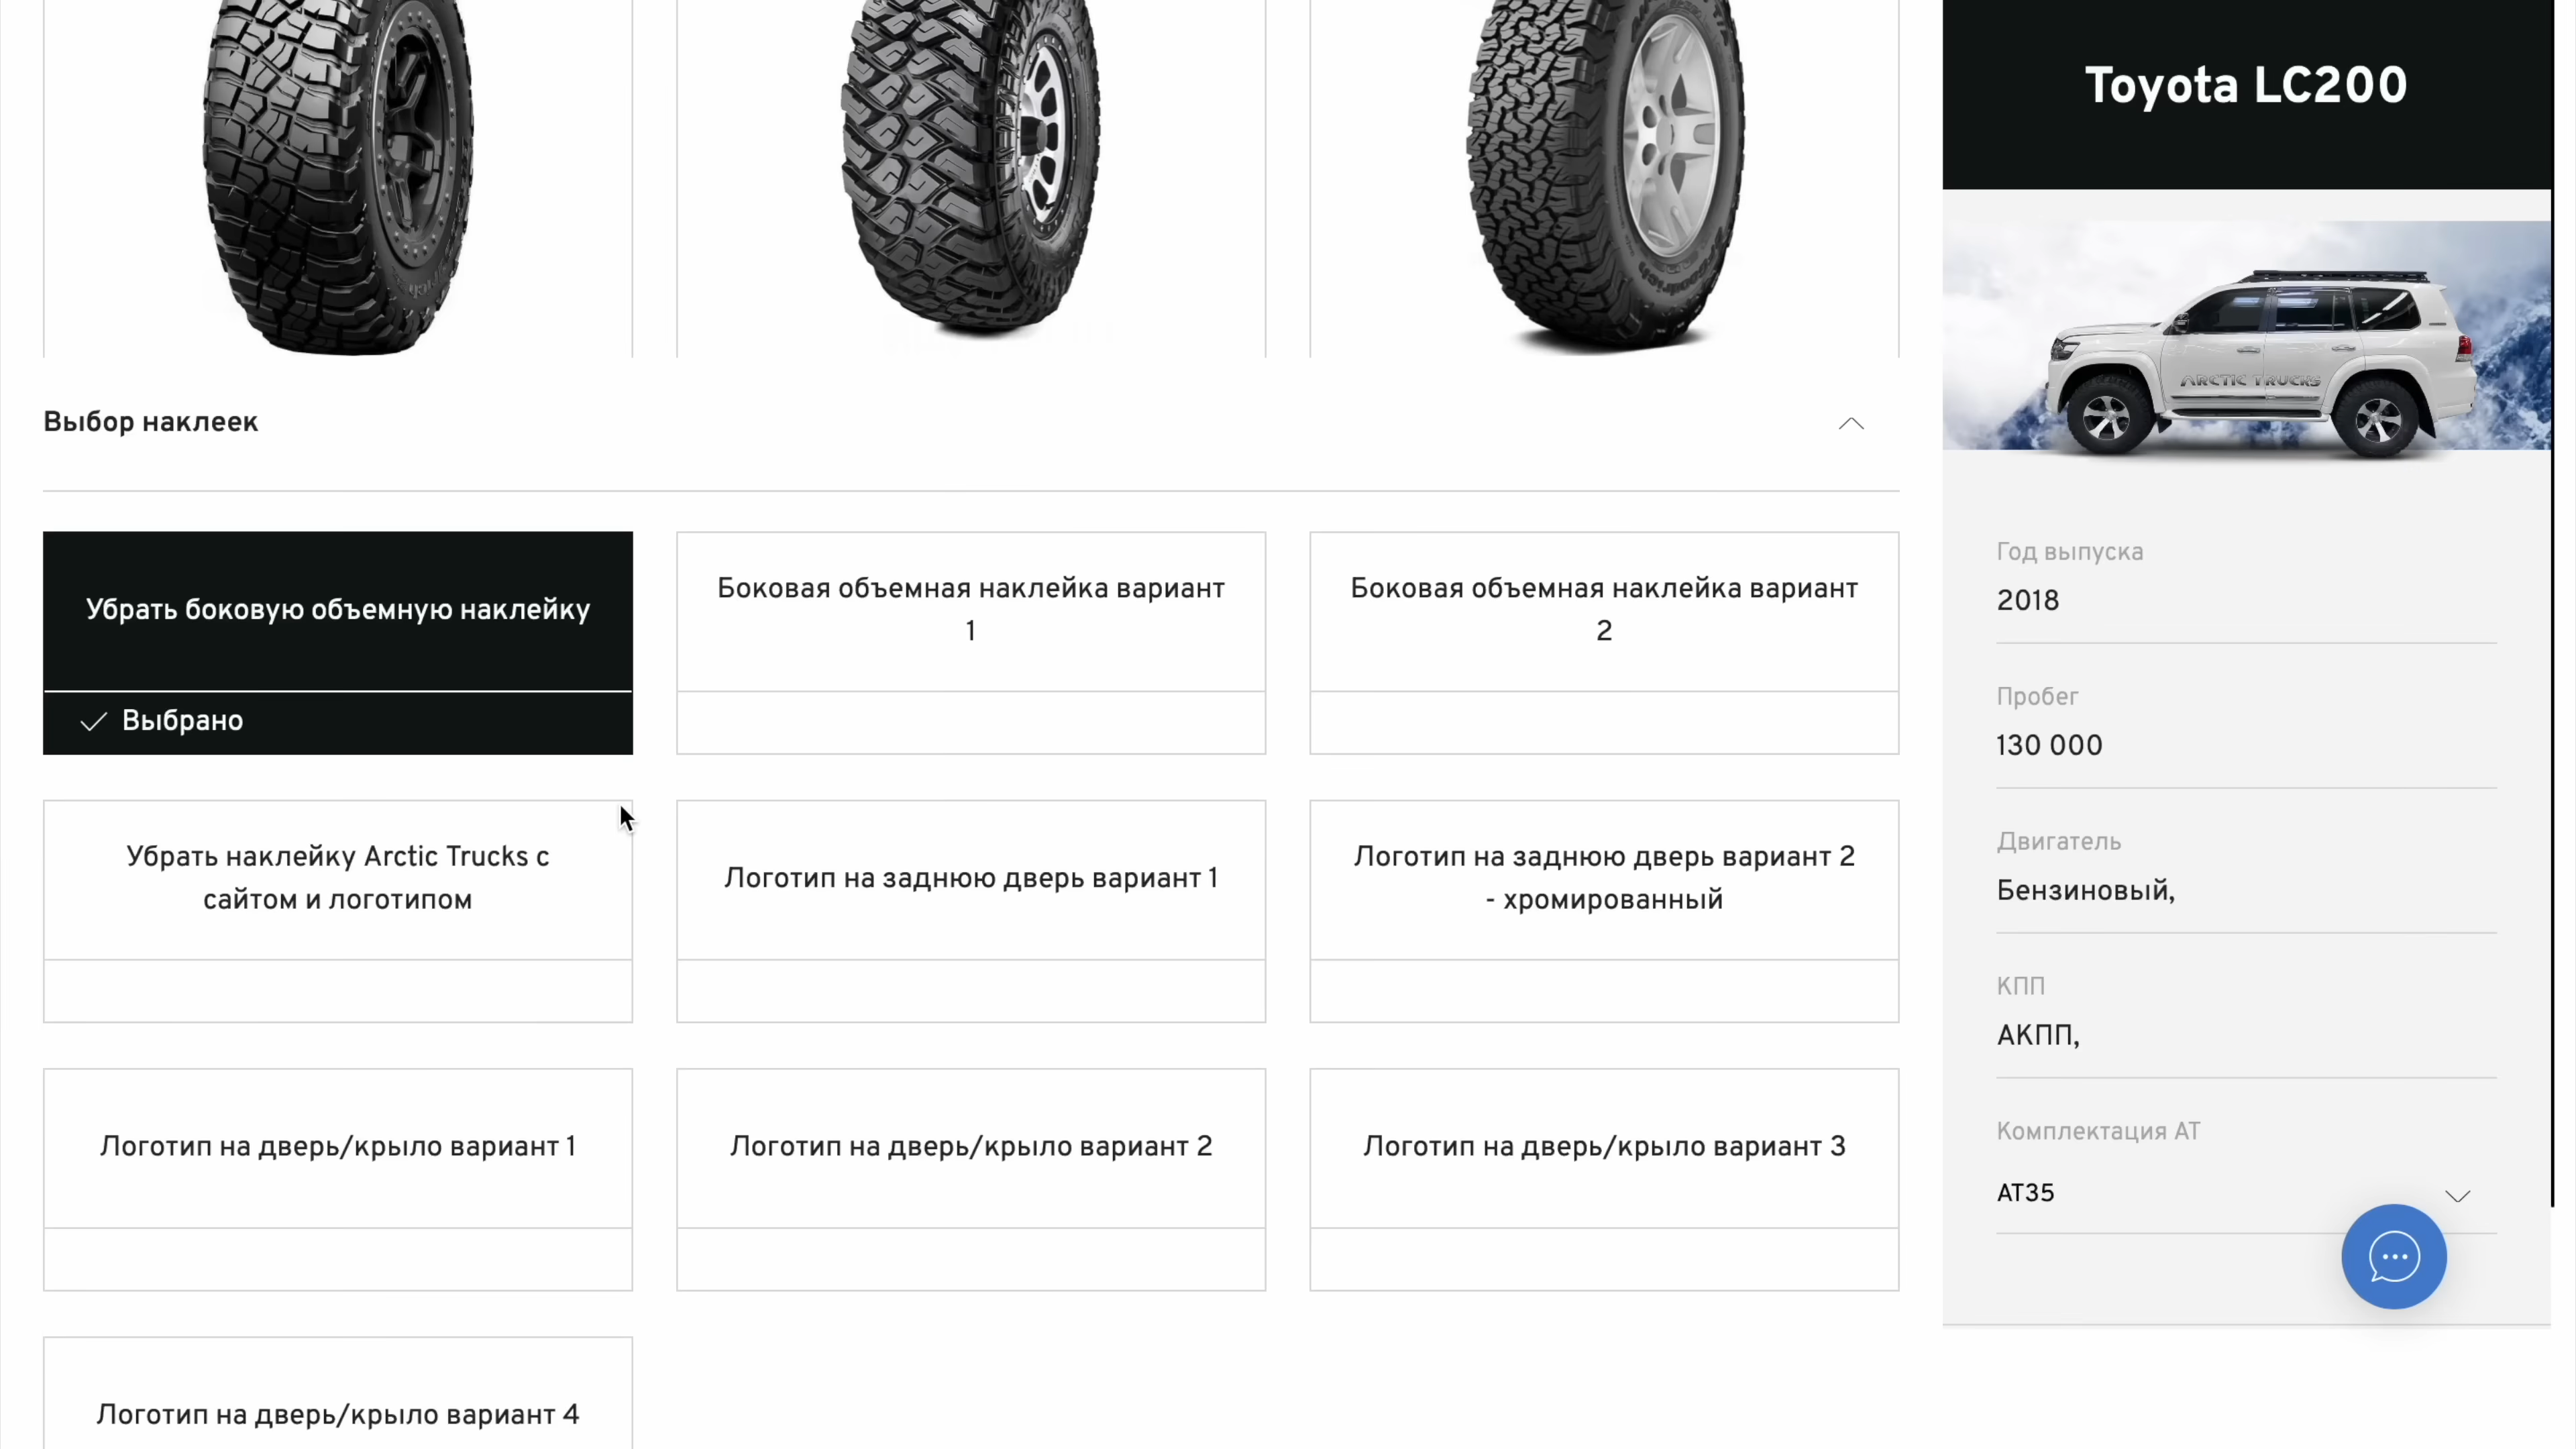 Toyota LC200
ARCTIC TRUCKS
Выбор наклеек
Убрать боковую объемную наклейку
Выбрано
Боковая объемная наклейка вариант
1
Боковая объемная наклейка вариант
2
Убрать наклейку Arctic Trucks с
сайтом и логотипом
Логотип на заднюю дверь вариант 1
Логотип на заднюю дверь вариант 2
- хромированный
Логотип на дверь/крыло вариант 1
Логотип на дверь/крыло вариант 2
Логотип на дверь/крыло вариант 3
Логотип на дверь/крыло вариант 4
Год выпуска
2018
Пробег
130 000
Двигатель
Бензиновый,
КПП
АКПП,
Комплектация АТ
AT35